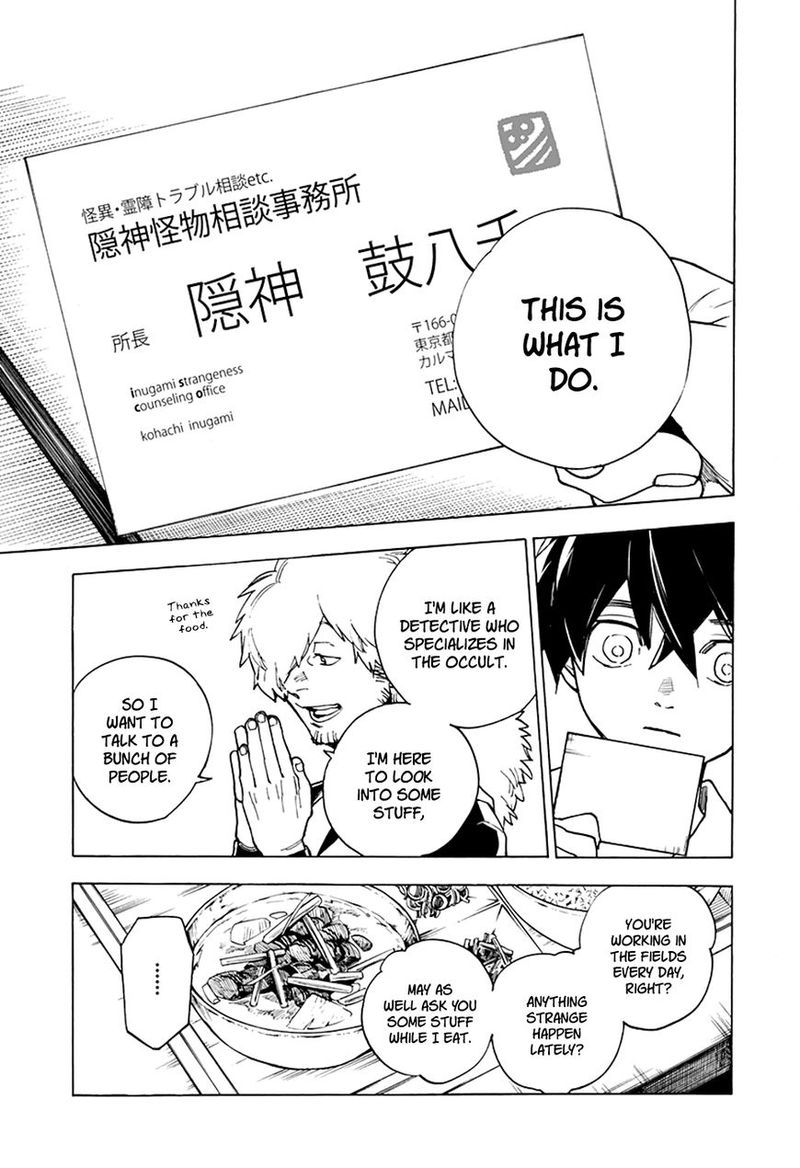 怪異・霊障トラブル相談etc.
隠神怪物相談事務所
所長 隠神 鼓八千
inugami strangeness
counseling office
kohachi inugami
〒166-0
東京都
カルマ
TEL:
MAIL
THIS IS
WHAT I
DO.
I'M LIKE A
DETECTIVE WHO
SPECIALIZES
IN THE OCCULT.
Thanks
for the
food.
I'M HERE
TO LOOK
INTO SOME
STUFF,
SO I
WANT TO
TALK TO A
BUNCH OF
PEOPLE.
YOU'RE
WORKING IN
THE FIELDS
EVERY DAY,
RIGHT?
ANYTHING
STRANGE
HAPPEN
LATELY?
MAY AS
WELL ASK YOU
SOME STUFF
WHILE I EAT.
........